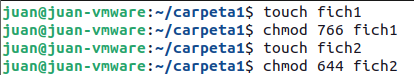 juan@juan-vmware:~/carpeta1$ touch fich1
juan@juan-vmware:~/carpeta1$ chmod 766 fich1
juan@juan-vmware:~/carpeta1$ touch fich2
juan@juan-vmware:~/carpeta1$ chmod 644 fich2